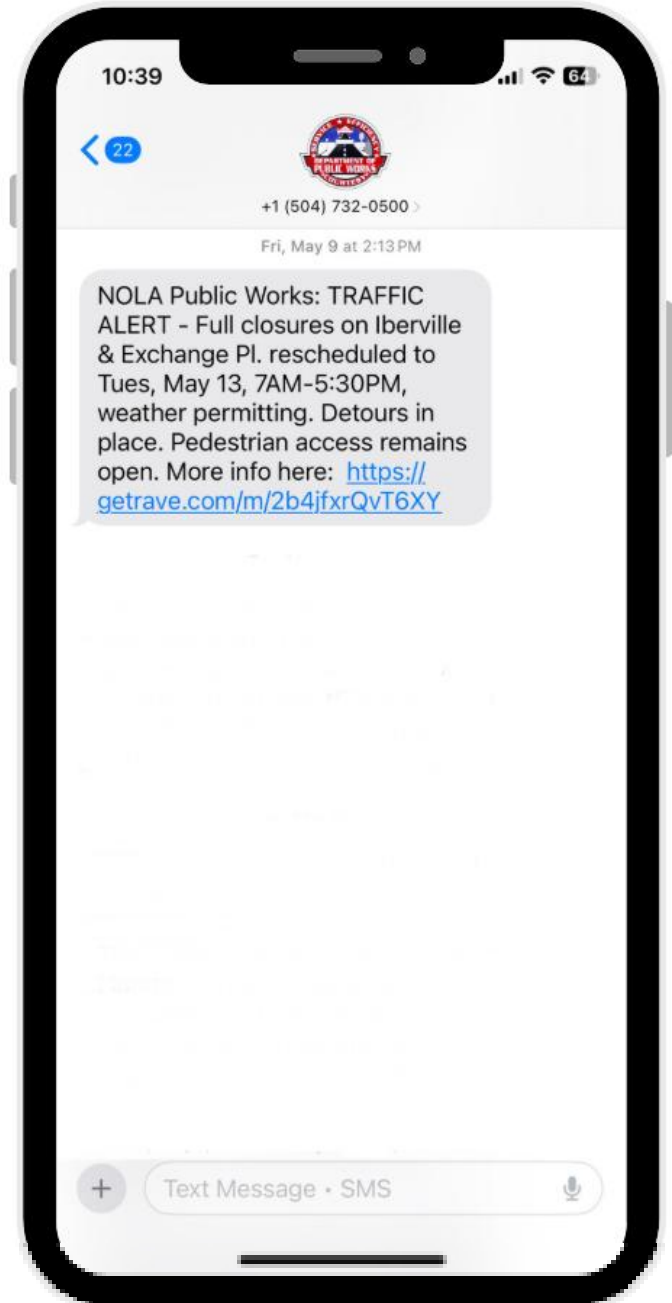 10:39
64
22
SERVICE ★ EFFICIENCY
DEPARTMENT OF
PUBLIC WORKS
+1 (504) 732-0500 >
Fri, May 9 at 2:13 PM
NOLA Public Works: TRAFFIC
ALERT - Full closures on Iberville
& Exchange Pl. rescheduled to
Tues, May 13, 7AM-5:30PM,
weather permitting. Detours in
place. Pedestrian access remains
open. More info here: https://
getrave.com/m/2b4jfxrQvT6XY
Text Message • SMS